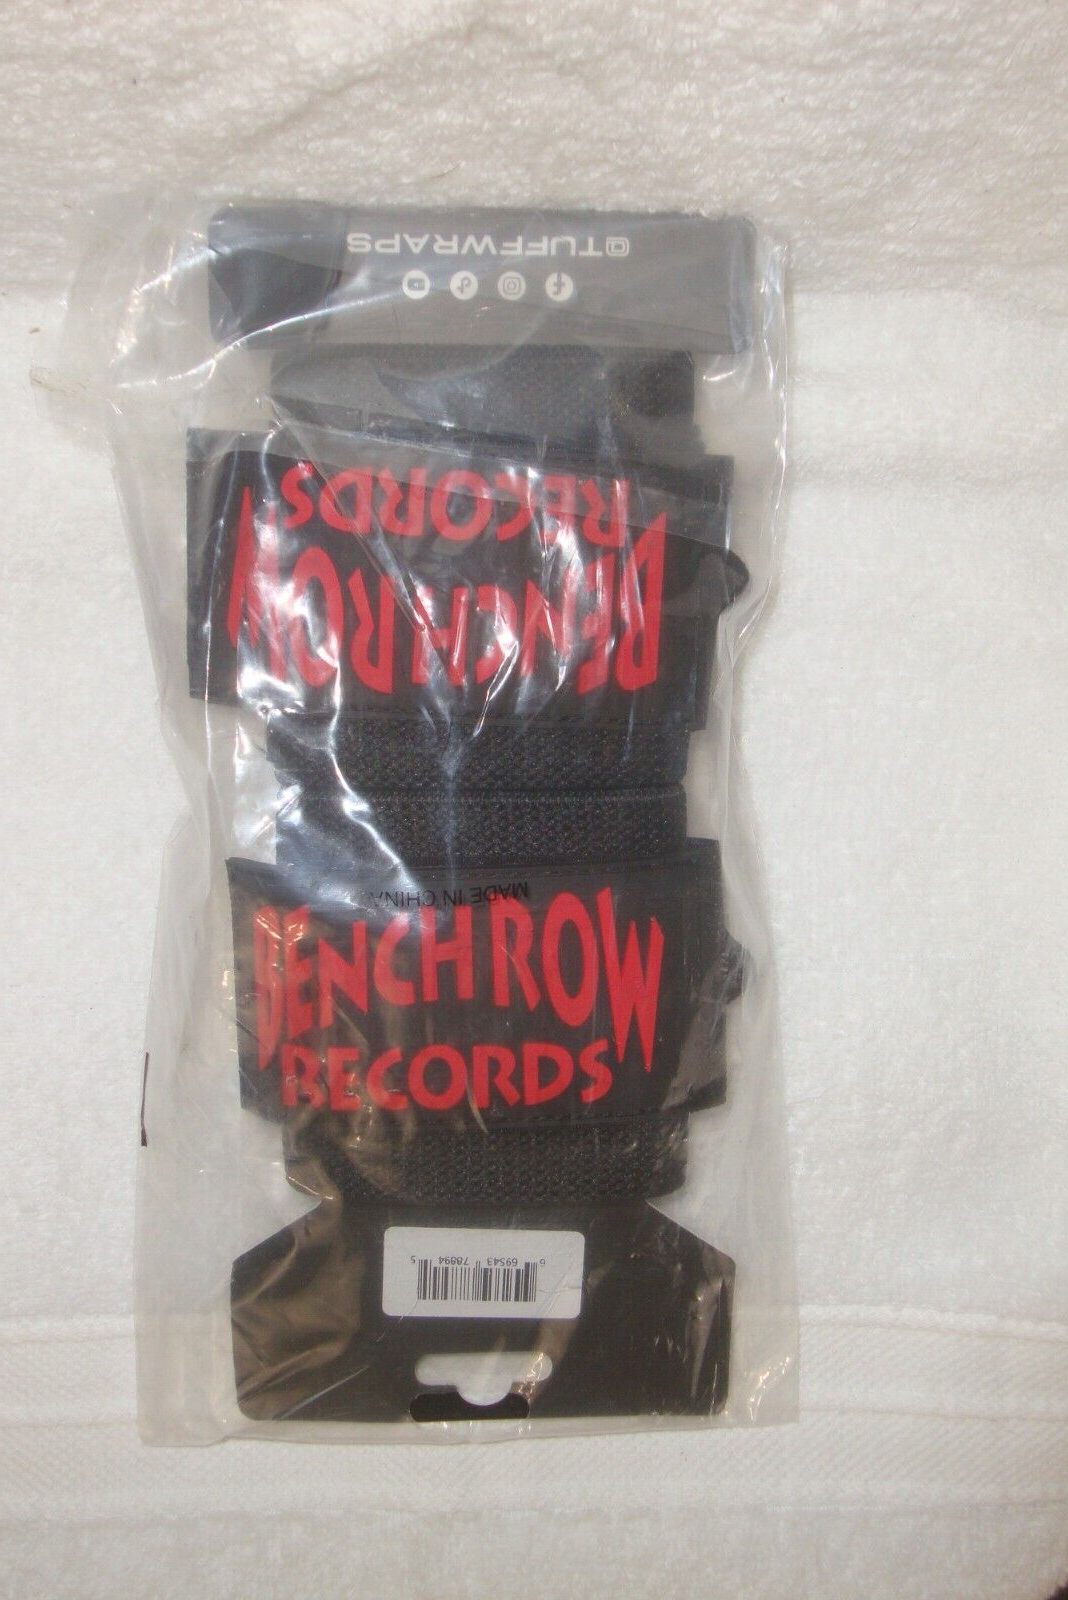 @TUFFWRAPS
BENCH ROW
RECORDS
MADE IN CHINA
BENCH ROW
RECORDS
6 69543 78894 5